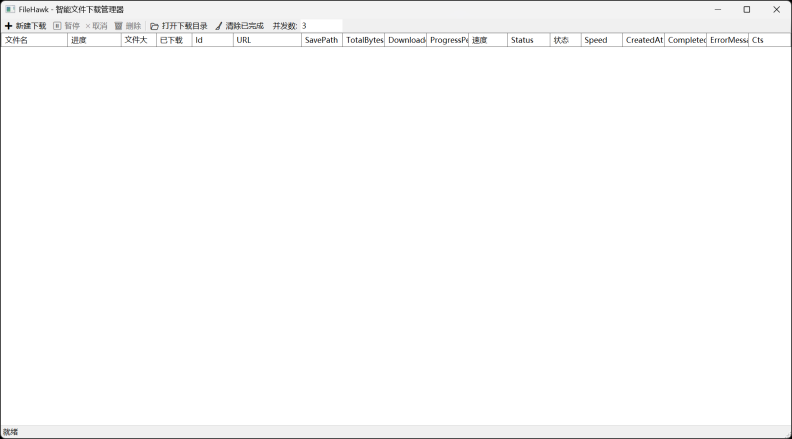 FileHawk - 智能文件下载管理器
新建下载 暂停 取消 删除 打开下载目录 清除已完成 并发数: 3
文件名 进度 文件大 已下载 Id URL SavePath TotalBytes Download ProgressPe 速度 Status 状态 Speed CreatedAt Completed ErrorMessa Cts
就绪